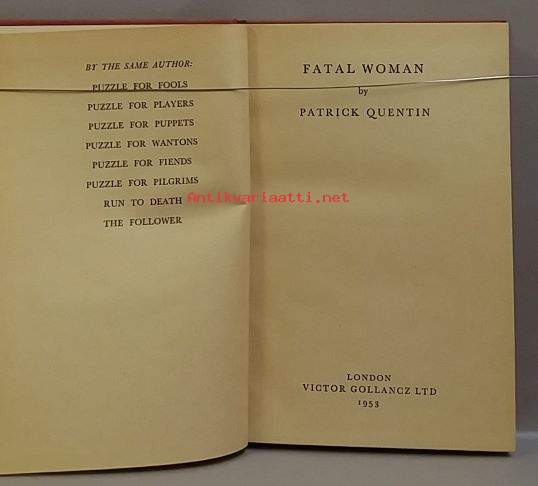 BY THE SAME AUTHOR:
PUZZLE FOR FOOLS
PUZZLE FOR PLAYERS
PUZZLE FOR PUPPETS
PUZZLE FOR WANTONS
PUZZLE FOR FIENDS
PUZZLE FOR PILGRIMS
RUN TO DEATH
THE FOLLOWER
Antikvariaatti.net
FATAL WOMAN
by
PATRICK QUENTIN
LONDON
VICTOR GOLLANCZ LTD
1953